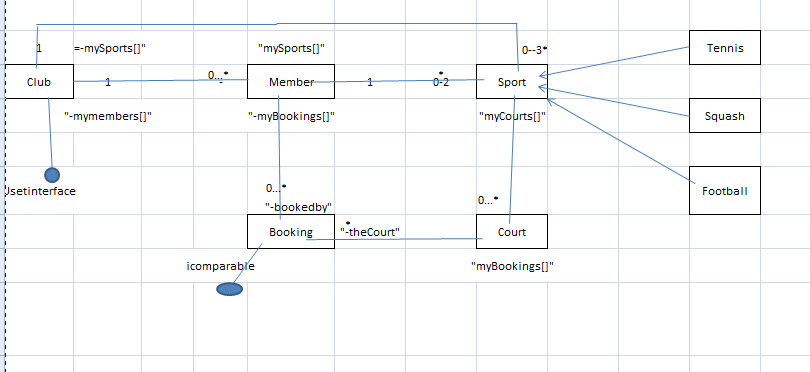 1 =-mySports[]" "mySports[]" 0--3* Tennis
Club 1 0...* Member 1 0-2 Sport
"-mymembers[]" "-myBookings[]" "myCourts[]" Squash
Usetinterface 0...* 0...* Football
"-bookedby"
Booking * "-theCourt" Court
icomparable "myBookings[]"